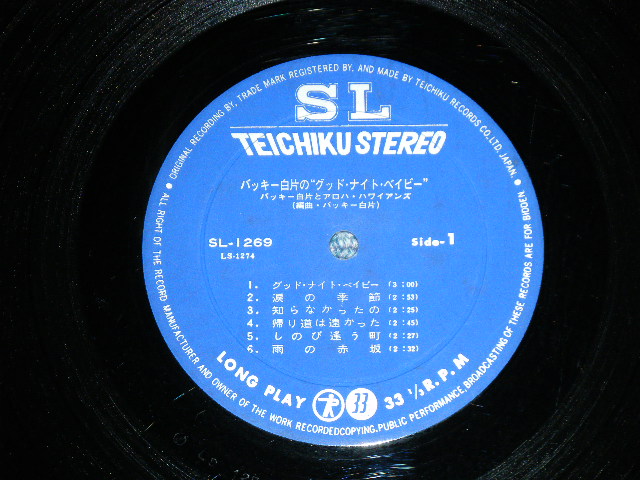 ORIGINAL RECORDING BY, TRADE MARK REGISTERED BY, AND MADE BY TEICHIKU RECORDS CO.LTD. JAPAN.
SL
TEICHIKU STEREO
バッキー白片の"グッド・ナイト・ベイビー"
バッキー白片とアロハ・ハワイアンズ
(編曲・バッキー白片)
SL-1269
Side-1
LS-1274
1. グッド・ナイト・ベイビー (3:00)
2. 涙の季節 (2:53)
3. 知らなかったの (2:25)
4. 帰り道は遠かった (2:45)
5. しのび逢う町 (2:27)
6. 雨の赤坂 (2:32)
LONG PLAY 33 33 1/3 R.P.M
ALL RIGHT OF THE RECORD MANUFACTURER AND OWNER OF THE WORK RECORDEDCOPYING.PUBLIC PERFORMANCE,BROADCASTING OF THESE RECORDS ARE FOR BIDDEN.